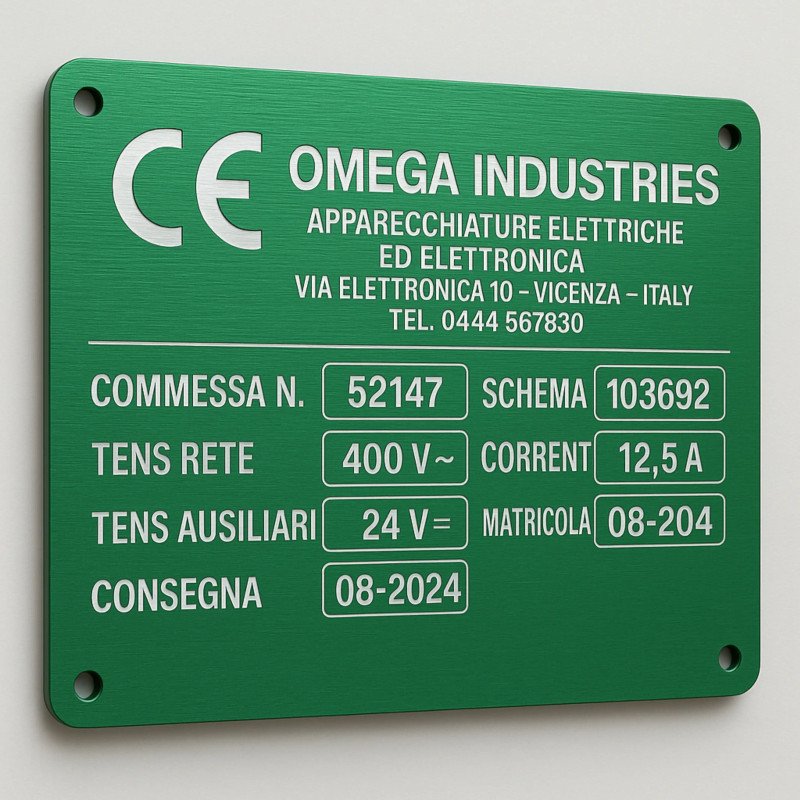 CE OMEGA INDUSTRIES
APPARECCHIATURE ELETTRICHE
ED ELETTRONICA
VIA ELETTRONICA 10 – VICENZA – ITALY
TEL. 0444 567830
COMMESSA N. 52147 SCHEMA 103692
TENS RETE 400 V~ CORRENT 12,5 A
TENS AUSILIARI 24 V= MATRICOLA 08-204
CONSEGNA 08-2024